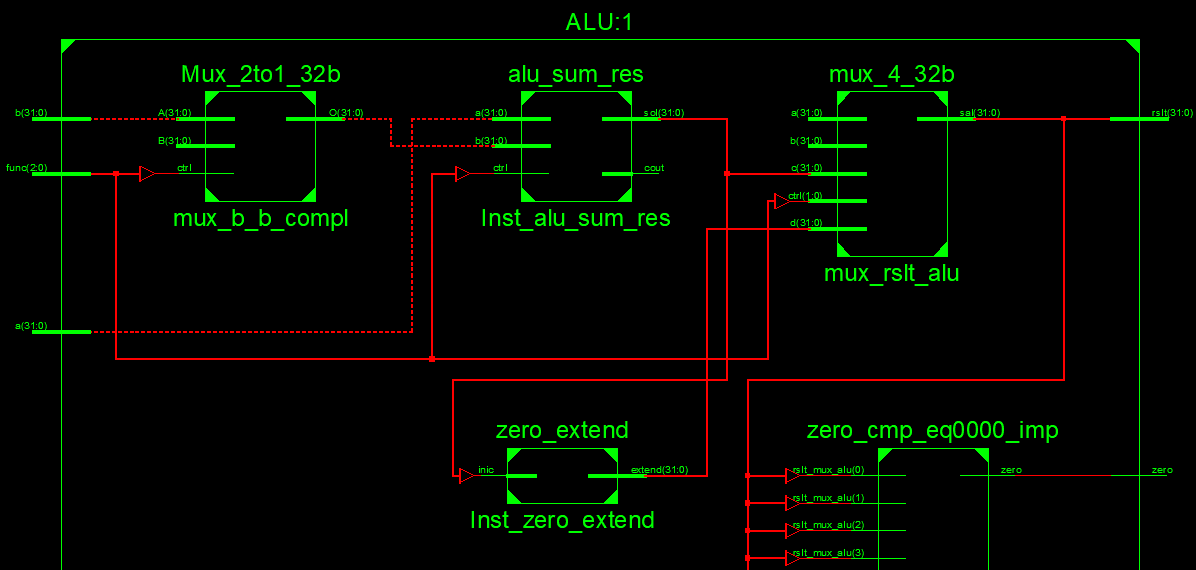 ALU:1
Mux_2to1_32b
alu_sum_res
mux_4_32b
b(31:0)
A(31:0)
O(31:0)
a(31:0)
sol(31:0)
a(31:0)
sal(31:0)
rslt(31:0)
B(31:0)
b(31:0)
b(31:0)
func(2:0)
ctrl
ctrl
cout
c(31:0)
ctrl(1:0)
mux_b_b_compl
Inst_alu_sum_res
d(31:0)
mux_rslt_alu
a(31:0)
zero_extend
zero_cmp_eq0000_imp
inic
extend(31:0)
rslt_mux_alu(0)
zero
zero
rslt_mux_alu(1)
Inst_zero_extend
rslt_mux_alu(2)
rslt_mux_alu(3)